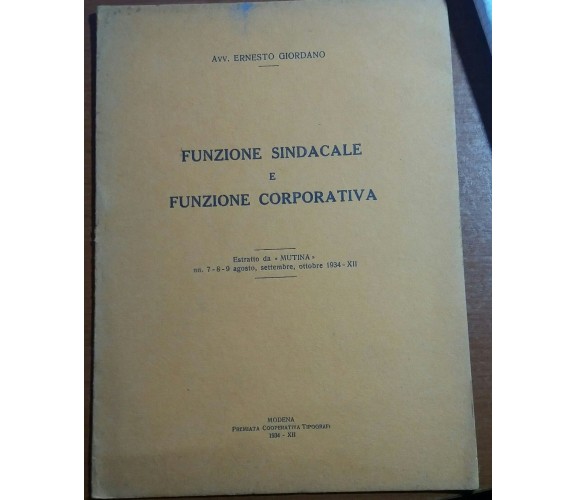 Avv. ERNESTO GIORDANO
FUNZIONE SINDACALE
E
FUNZIONE CORPORATIVA
Estratto da « MUTINA »
nn. 7 - 8 - 9 agosto, settembre, ottobre 1934 - XII
MODENA
PREMIATA COOPERATIVA TIPOGRAFI
1934 - XII